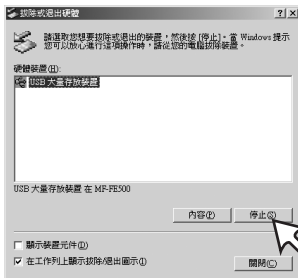 拔除或退出硬體
請選取您想要拔除或退出的裝置，然後按 [停止]。當 Windows 提示
您可以放心進行這項操作時，請從您的電腦拔除裝置。
硬體裝置(H):
USB 大量存放裝置
USB 大量存放裝置 在 MF-FE500
內容(P) 停止(S)
顯示裝置元件(D)
在工作列上顯示拔除/退出圖示(I)
關閉(C)